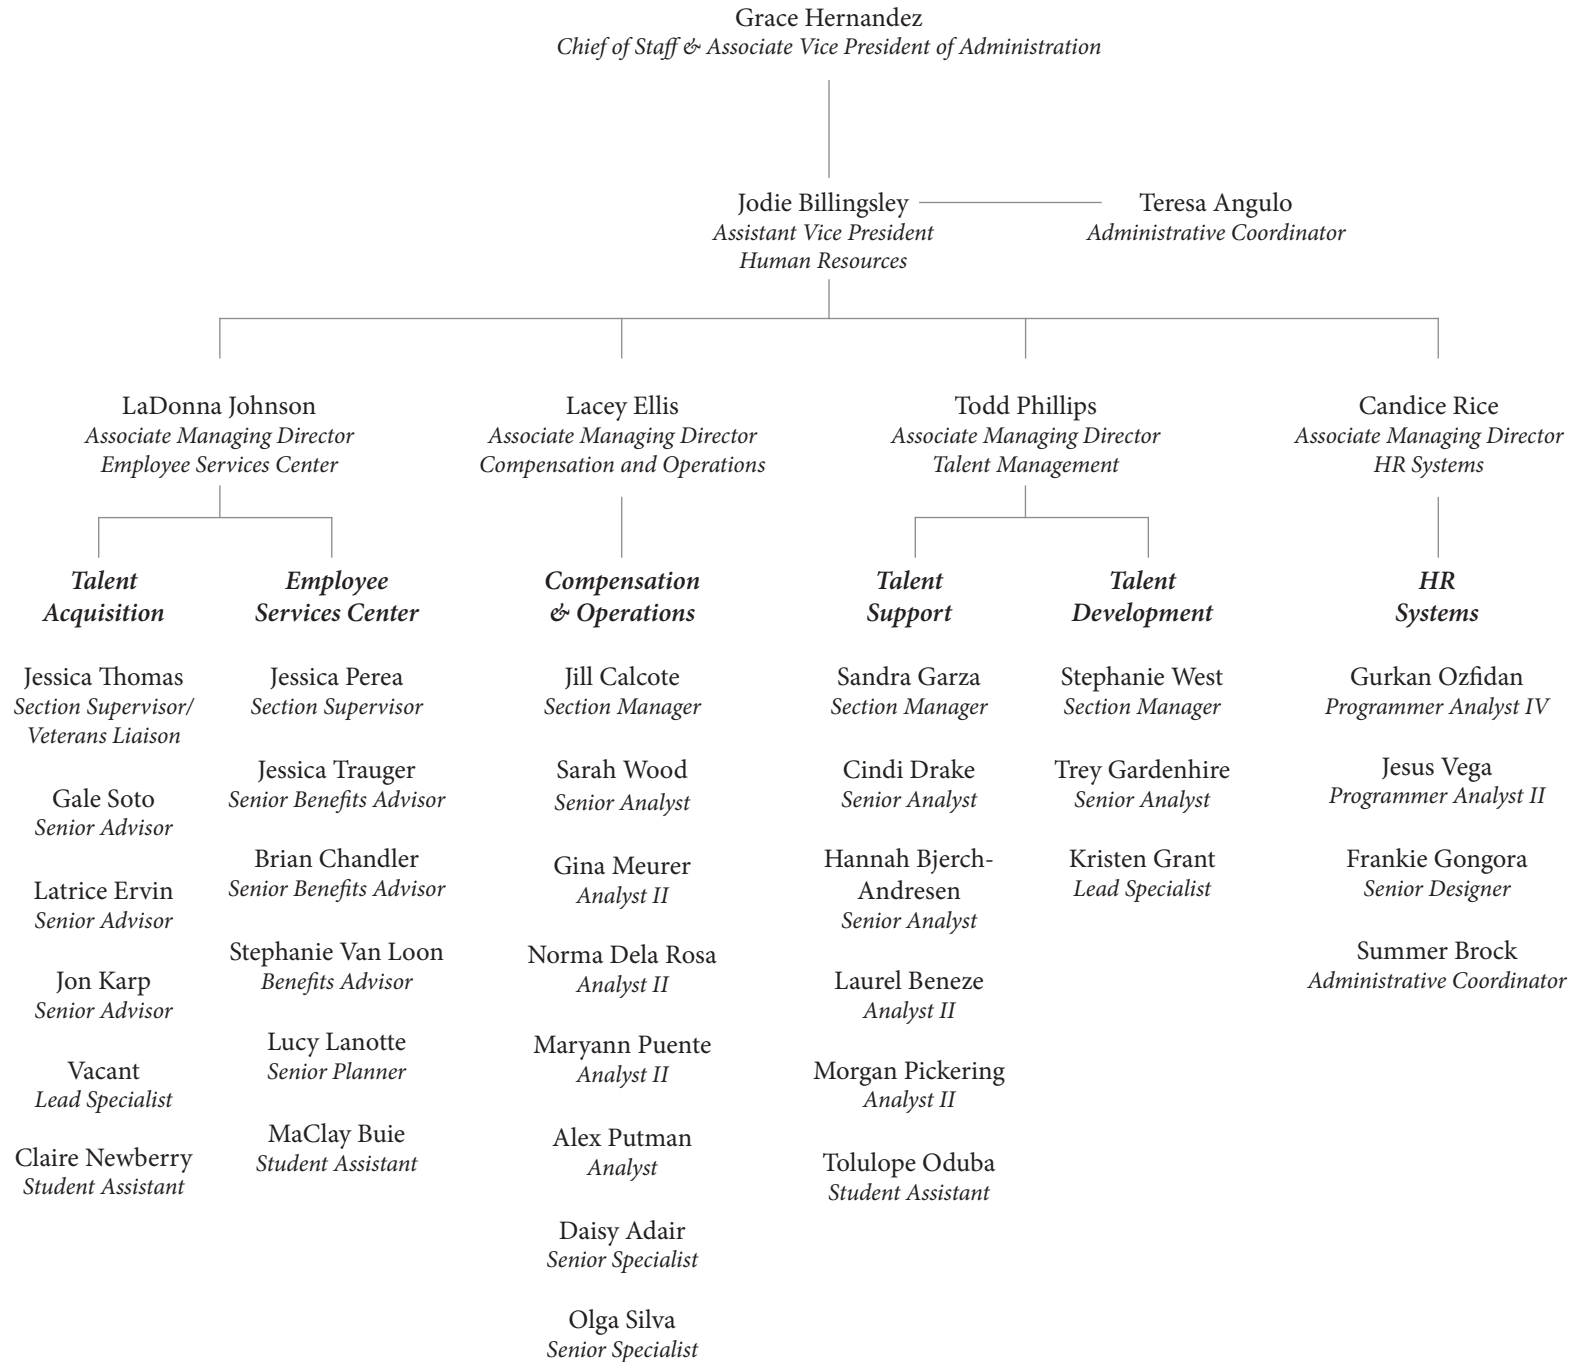 Grace Hernandez
Chief of Staff & Associate Vice President of Administration
Jodie Billingsley
Assistant Vice President
Human Resources
Teresa Angulo
Administrative Coordinator
LaDonna Johnson
Associate Managing Director
Employee Services Center
Lacey Ellis
Associate Managing Director
Compensation and Operations
Todd Phillips
Associate Managing Director
Talent Management
Candice Rice
Associate Managing Director
HR Systems
Talent
Acquisition
Jessica Thomas
Section Supervisor/
Veterans Liaison
Gale Soto
Senior Advisor
Latrice Ervin
Senior Advisor
Jon Karp
Senior Advisor
Vacant
Lead Specialist
Claire Newberry
Student Assistant
Employee
Services Center
Jessica Perea
Section Supervisor
Jessica Trauger
Senior Benefits Advisor
Brian Chandler
Senior Benefits Advisor
Stephanie Van Loon
Benefits Advisor
Lucy Lanotte
Senior Planner
MaClay Buie
Student Assistant
Compensation
& Operations
Jill Calcote
Section Manager
Sarah Wood
Senior Analyst
Gina Meurer
Analyst II
Norma Dela Rosa
Analyst II
Maryann Puente
Analyst II
Alex Putman
Analyst
Daisy Adair
Senior Specialist
Olga Silva
Senior Specialist
Talent
Support
Sandra Garza
Section Manager
Cindi Drake
Senior Analyst
Hannah Bjerch-
Andresen
Senior Analyst
Laurel Beneze
Analyst II
Morgan Pickering
Analyst II
Tolulope Oduba
Student Assistant
Talent
Development
Stephanie West
Section Manager
Trey Gardenhire
Senior Analyst
Kristen Grant
Lead Specialist
HR
Systems
Gurkan Ozfidan
Programmer Analyst IV
Jesus Vega
Programmer Analyst II
Frankie Gongora
Senior Designer
Summer Brock
Administrative Coordinator